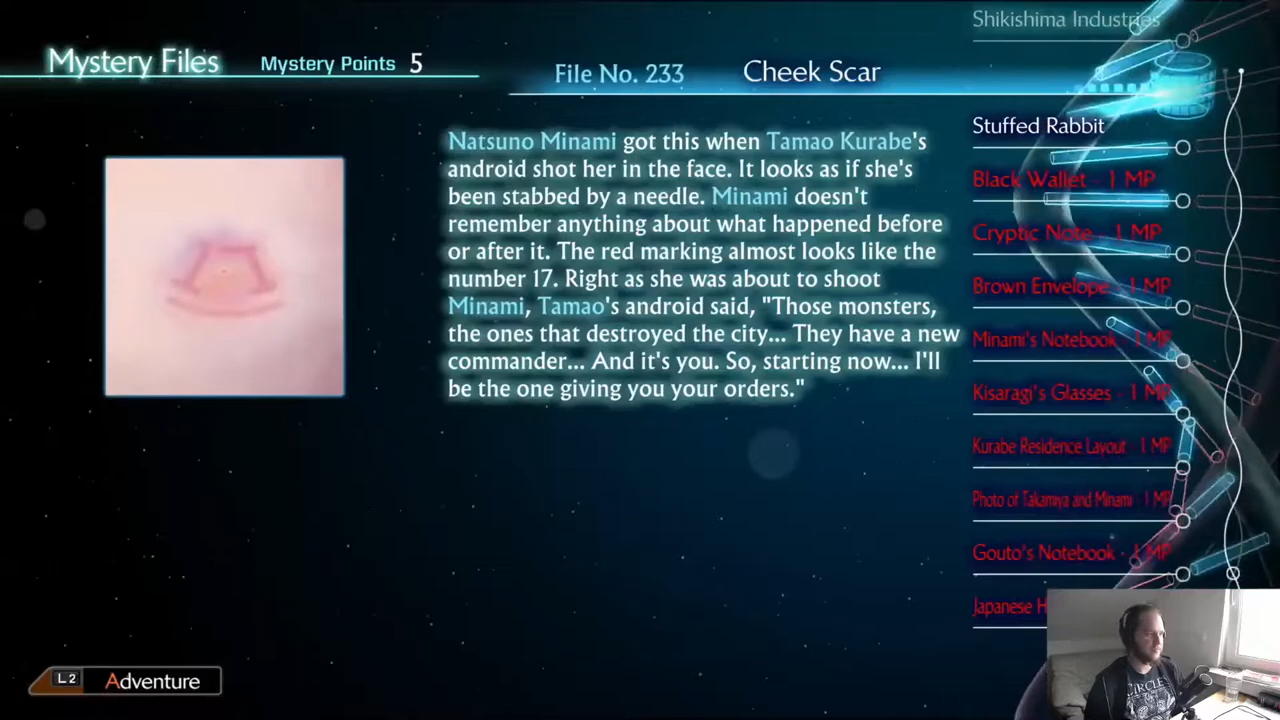 Shikishima Industries
Mystery Files
Mystery Points 5
File No. 233
Cheek Scar
Natsuno Minami got this when Tamao Kurabe's
android shot her in the face. It looks as if she's
been stabbed by a needle. Minami doesn't
remember anything about what happened before
or after it. The red marking almost looks like the
number 17. Right as she was about to shoot
Minami, Tamao's android said, "Those monsters,
the ones that destroyed the city... They have a new
commander... And it's you. So, starting now... I'll
be the one giving you your orders."
Stuffed Rabbit
Black Wallet - 1 MP
Cryptic Note - 1 MP
Brown Envelope - 1 MP
Minami's Notebook - 1 MP
Kisaragi's Glasses - 1 MP
Kurabe Residence Layout - 1 MP
Photo of Takamiya and Minami - 1 MP
Gouto's Notebook - 1 MP
Japanese
L2 Adventure
CIRCLE